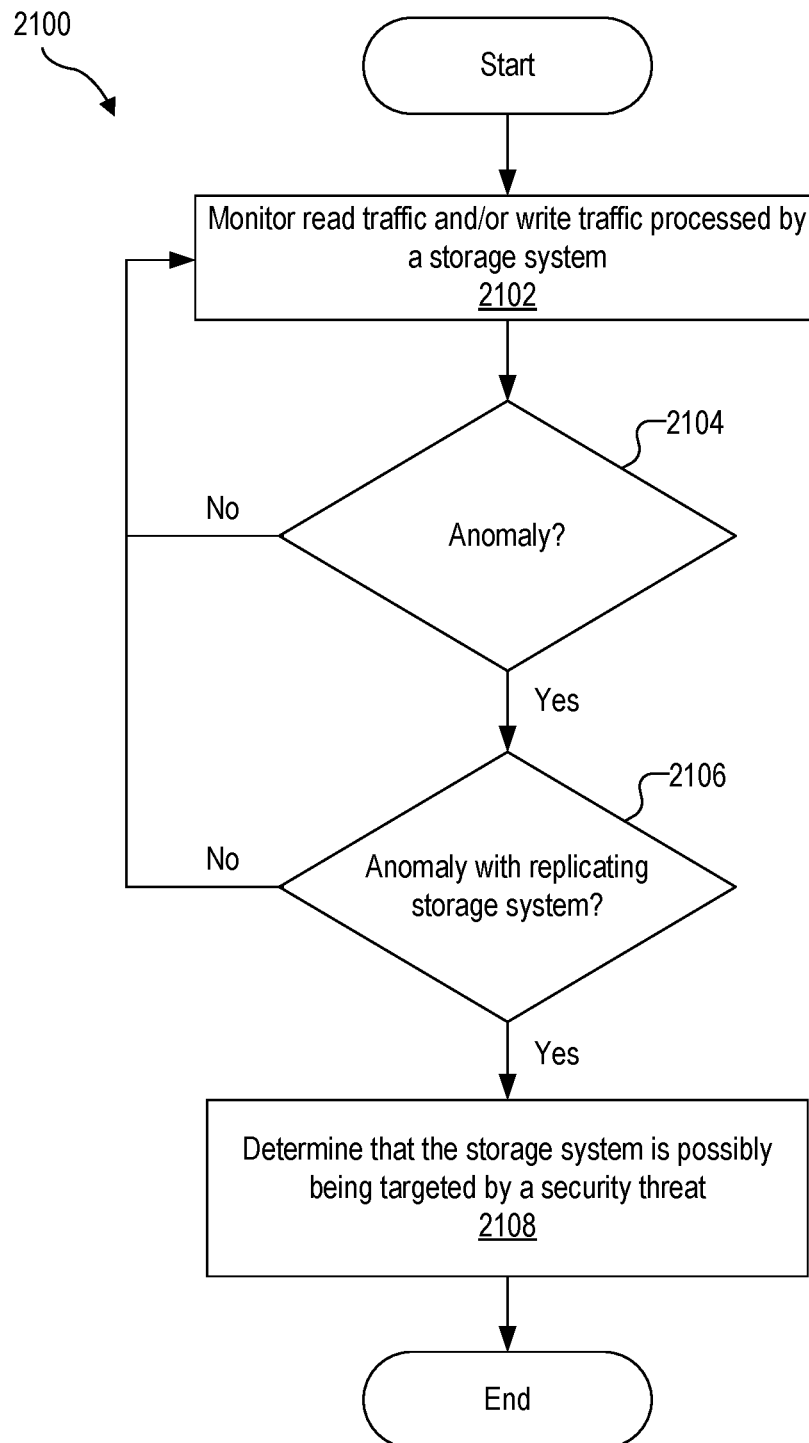 2100
Start
Monitor read traffic and/or write traffic processed by
a storage system
2102
2104
Anomaly?
No
Yes
2106
Anomaly with replicating
storage system?
No
Yes
Determine that the storage system is possibly
being targeted by a security threat
2108
End